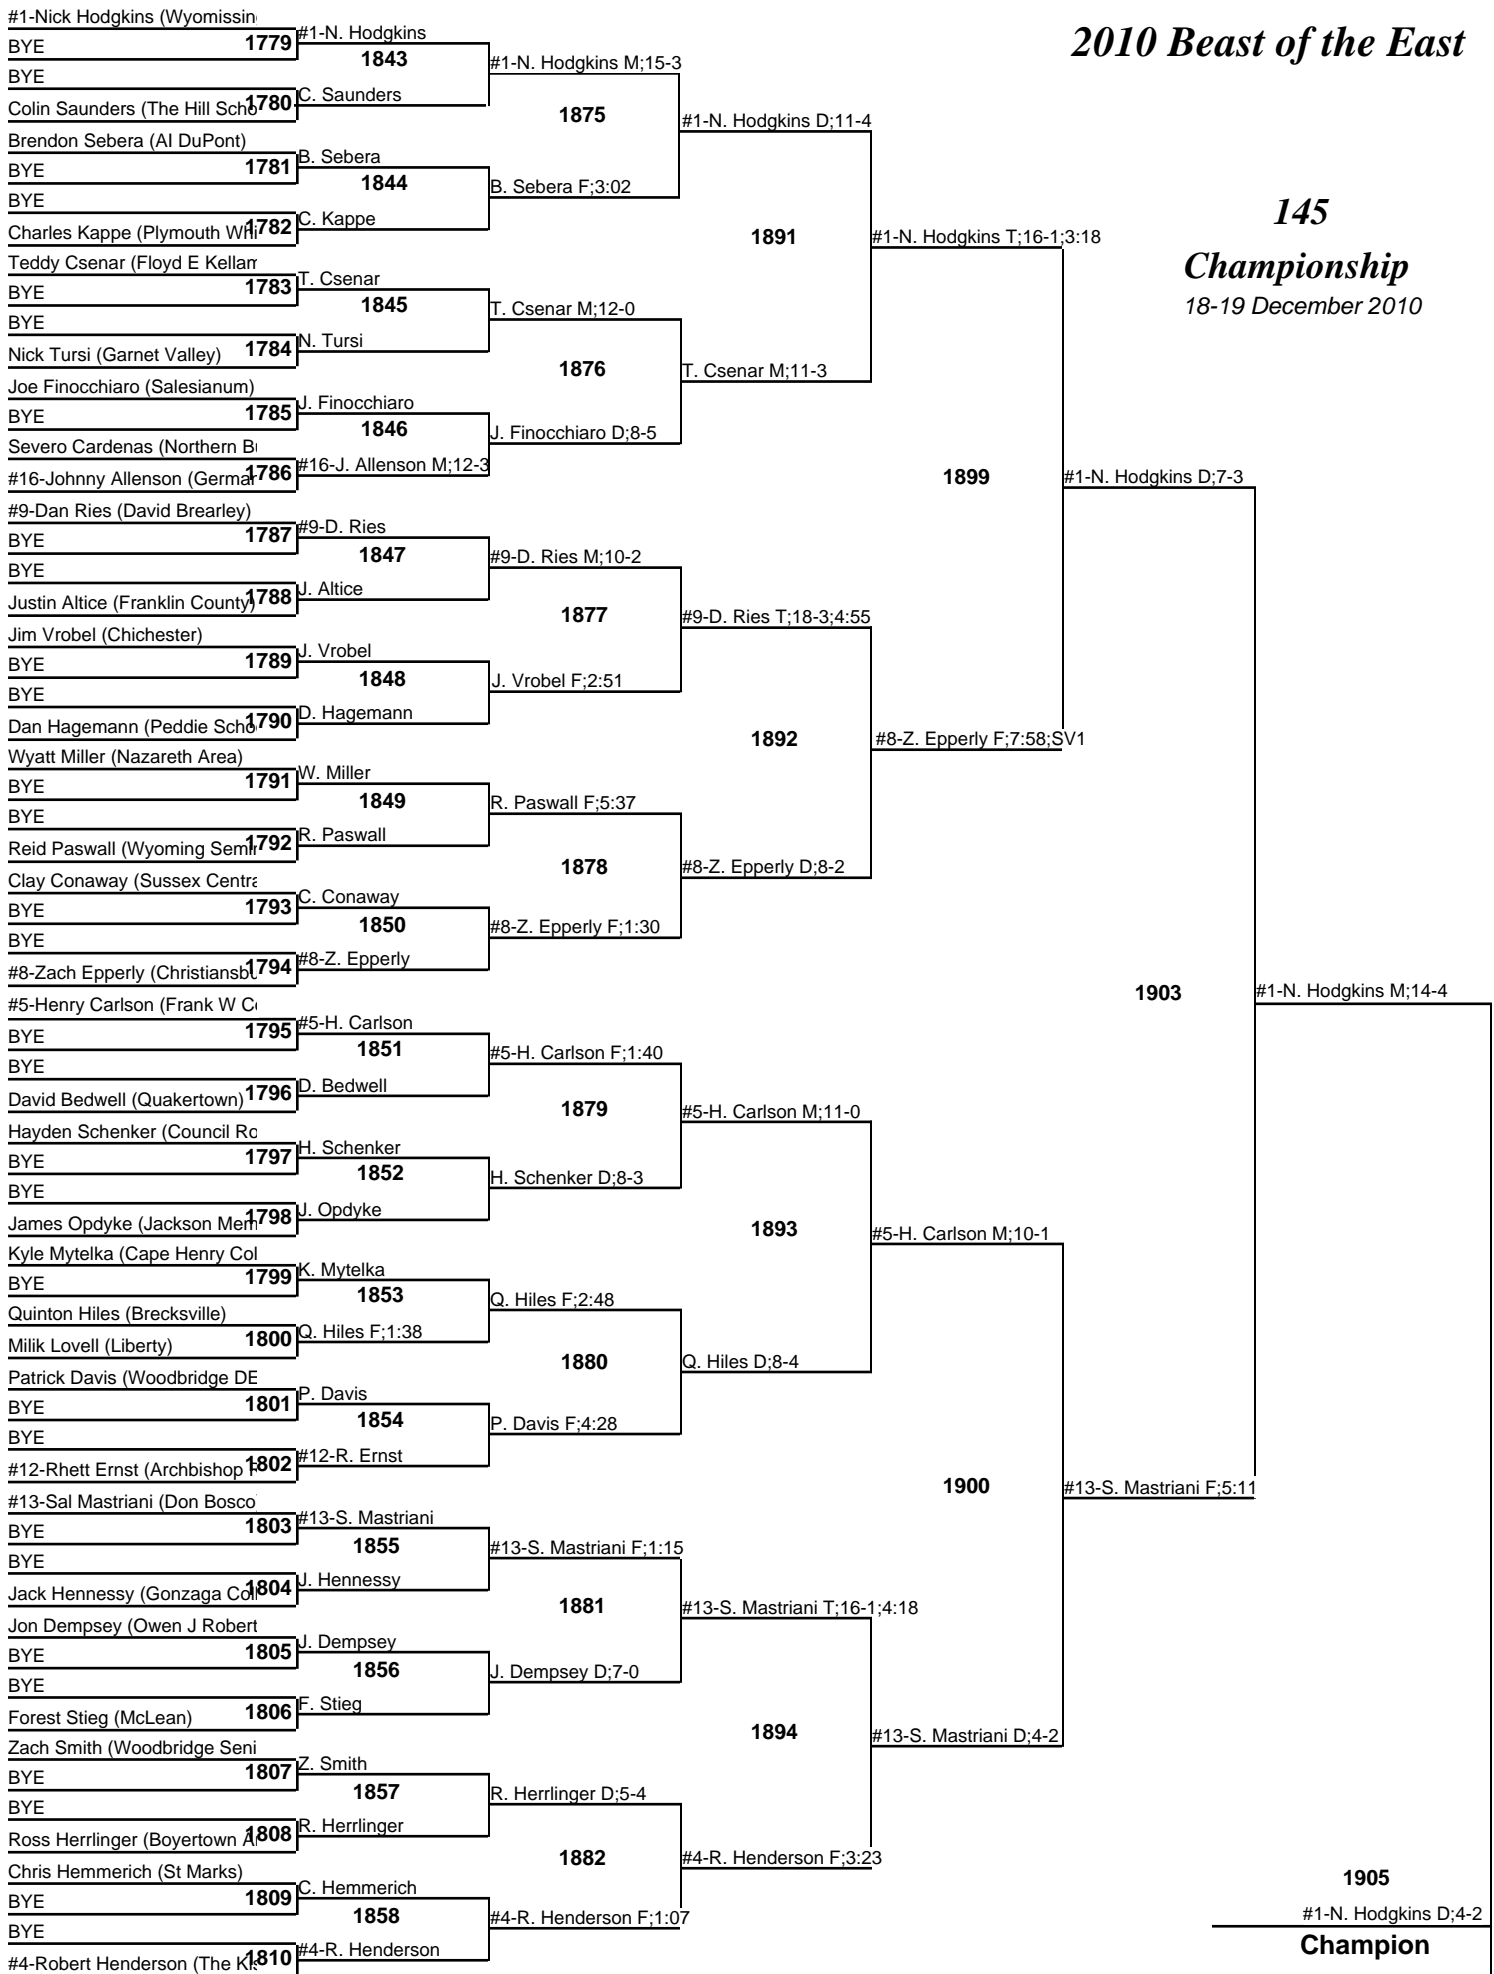 2010 Beast of the East
145
Championship
18-19 December 2010
#1-Nick Hodgkins (Wyomissin
BYE
1779
BYE
Colin Saunders (The Hill Scho
1780
Brendon Sebera (AI DuPont)
BYE
1781
BYE
Charles Kappe (Plymouth Whi
1782
Teddy Csenar (Floyd E Kellam
BYE
1783
BYE
Nick Tursi (Garnet Valley)
1784
Joe Finocchiaro (Salesianum)
BYE
1785
Severo Cardenas (Northern B
#16-Johnny Allenson (Germa
1786
#9-Dan Ries (David Brearley)
BYE
1787
BYE
Justin Altice (Franklin County)
1788
Jim Vrobel (Chichester)
BYE
1789
BYE
Dan Hagemann (Peddie Scho
1790
Wyatt Miller (Nazareth Area)
BYE
1791
BYE
Reid Paswall (Wyoming Semi
1792
Clay Conaway (Sussex Centra
BYE
1793
BYE
#8-Zach Epperly (Christiansb
1794
#5-Henry Carlson (Frank W C
BYE
1795
BYE
David Bedwell (Quakertown)
1796
Hayden Schenker (Council Ro
BYE
1797
BYE
James Opdyke (Jackson Mem
1798
Kyle Mytelka (Cape Henry Col
BYE
1799
Quinton Hiles (Brecksville)
Milik Lovell (Liberty)
1800
Patrick Davis (Woodbridge DE
BYE
1801
BYE
#12-Rhett Ernst (Archbishop
1802
#13-Sal Mastriani (Don Bosco
BYE
1803
BYE
Jack Hennessy (Gonzaga Col
1804
Jon Dempsey (Owen J Robert
BYE
1805
BYE
Forest Stieg (McLean)
1806
Zach Smith (Woodbridge Seni
BYE
1807
BYE
Ross Herrlinger (Boyertown A
1808
Chris Hemmerich (St Marks)
BYE
1809
BYE
#4-Robert Henderson (The Ki
1810
#1-N. Hodgkins
1843
C. Saunders
B. Sebera
1844
C. Kappe
T. Csenar
1845
N. Tursi
J. Finocchiaro
1846
#16-J. Allenson M;12-3
#9-D. Ries
1847
J. Altice
J. Vrobel
1848
D. Hagemann
W. Miller
1849
R. Paswall
C. Conaway
1850
#8-Z. Epperly
#5-H. Carlson
1851
D. Bedwell
H. Schenker
1852
J. Opdyke
K. Mytelka
1853
Q. Hiles F;1:38
P. Davis
1854
#12-R. Ernst
#13-S. Mastriani
1855
J. Hennessy
J. Dempsey
1856
F. Stieg
Z. Smith
1857
R. Herrlinger
C. Hemmerich
1858
#4-R. Henderson
#1-N. Hodgkins M;15-3
1875
B. Sebera F;3:02
T. Csenar M;12-0
1876
J. Finocchiaro D;8-5
#9-D. Ries M;10-2
1877
J. Vrobel F;2:51
R. Paswall F;5:37
1878
#8-Z. Epperly F;1:30
#5-H. Carlson F;1:40
1879
H. Schenker D;8-3
Q. Hiles F;2:48
1880
P. Davis F;4:28
#13-S. Mastriani F;1:15
1881
J. Dempsey D;7-0
R. Herrlinger D;5-4
1882
#4-R. Henderson F;1:07
#1-N. Hodgkins D;11-4
1891
T. Csenar M;11-3
#9-D. Ries T;18-3;4:55
1892
#8-Z. Epperly D;8-2
#5-H. Carlson M;11-0
1893
Q. Hiles D;8-4
#13-S. Mastriani T;16-1;4:18
1894
#4-R. Henderson F;3:23
#1-N. Hodgkins T;16-1;3:18
1899
#8-Z. Epperly F;7:58;SV1
#5-H. Carlson M;10-1
1900
#13-S. Mastriani D;4-2
#1-N. Hodgkins D;7-3
1903
#13-S. Mastriani F;5:11
#1-N. Hodgkins M;14-4
1905
#1-N. Hodgkins D;4-2
Champion